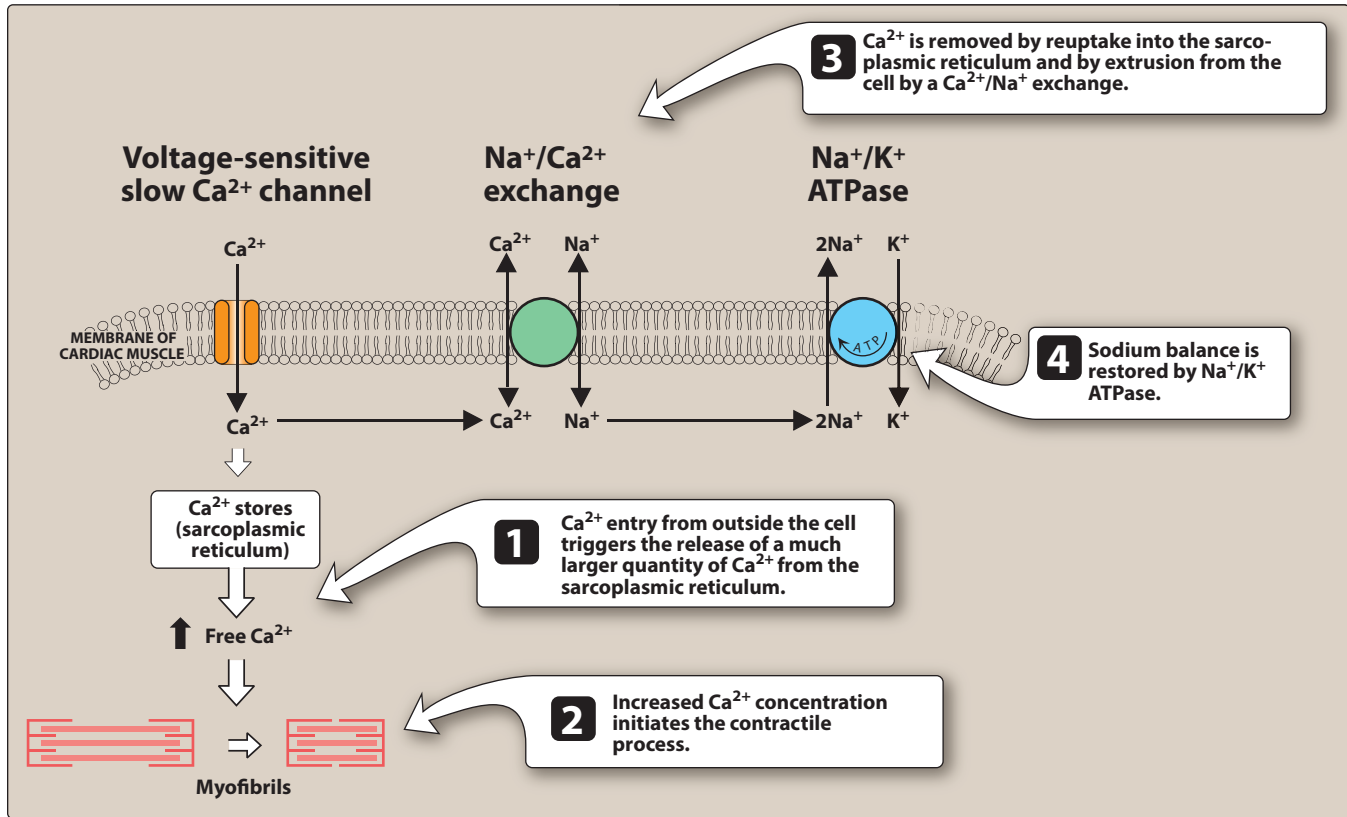 3
Ca²⁺ is removed by reuptake into the sarco-
plasmic reticulum and by extrusion from the
cell by a Ca²⁺/Na⁺ exchange.
Voltage-sensitive
slow Ca²⁺ channel
Na⁺/Ca²⁺
exchange
Na⁺/K⁺
ATPase
Ca²⁺
Ca²⁺ Na⁺
2Na⁺ K⁺
MEMBRANE OF
CARDIAC MUSCLE
ATP
4
Sodium balance is
restored by Na⁺/K⁺
ATPase.
Ca²⁺
Ca²⁺ Na⁺
2Na⁺ K⁺
Ca²⁺ stores
(sarcoplasmic
reticulum)
1
Ca²⁺ entry from outside the cell
triggers the release of a much
larger quantity of Ca²⁺ from the
sarcoplasmic reticulum.
Free Ca²⁺
2
Increased Ca²⁺ concentration
initiates the contractile
process.
Myofibrils